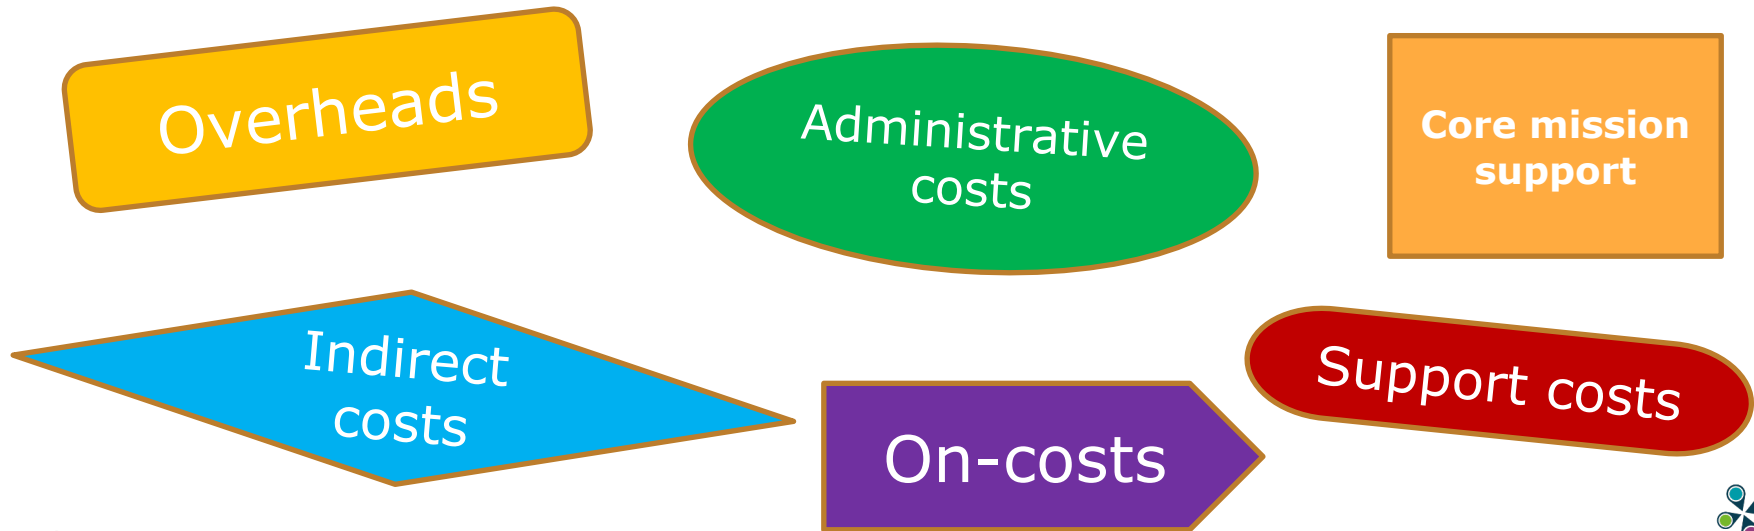 Overheads
Administrative
costs
Core mission
support
Indirect
costs
On-costs
Support costs